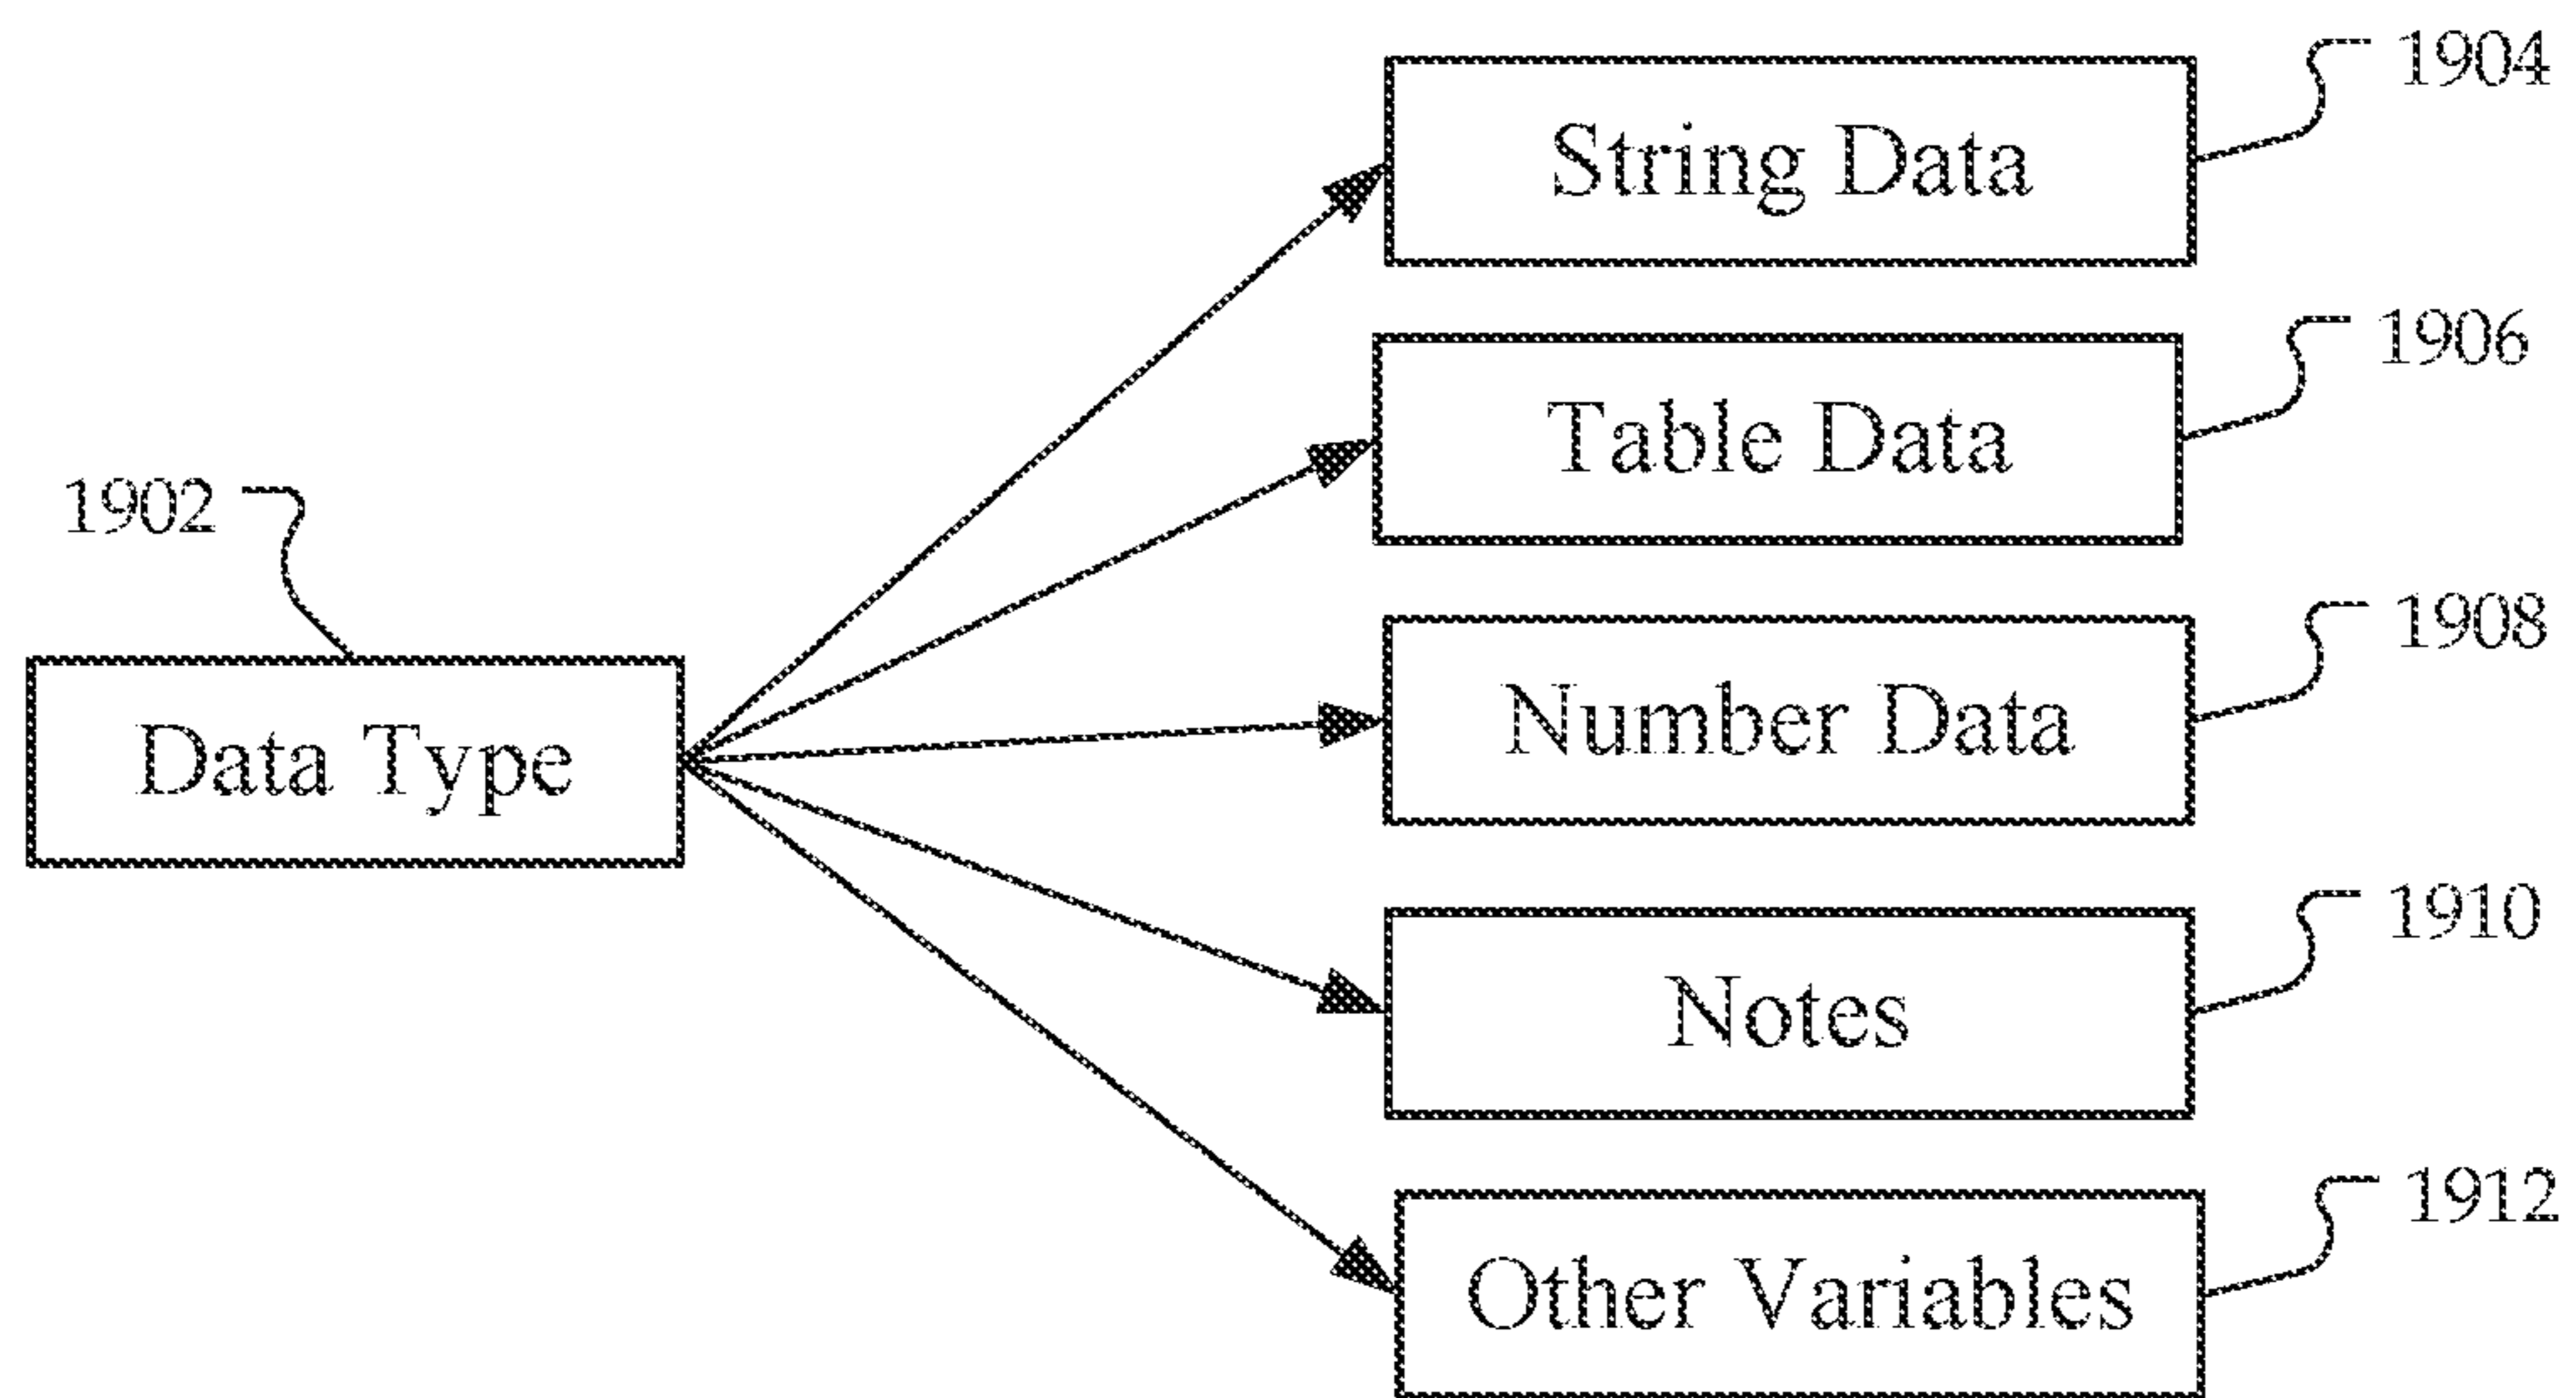 1904
String Data
1906
Table Data
1902
1908
Data Type
Number Data
1910
Notes
1912
Other Variables